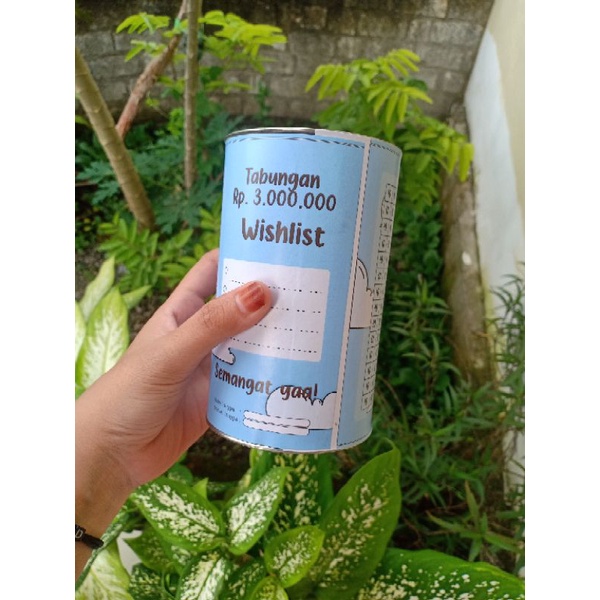 Tabungan
Rp. 3.000.000
Wishlist
Semangat yaa!